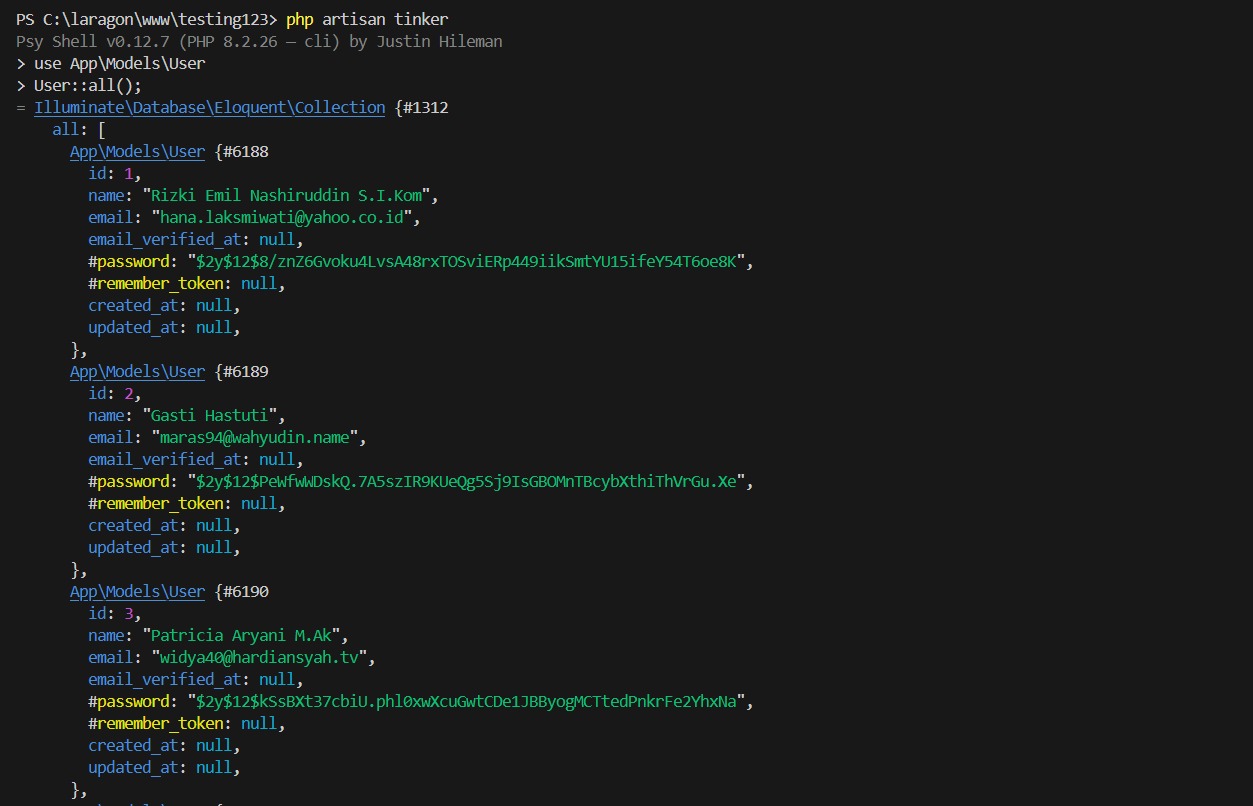 PS C:\laragon\www\testing123> php artisan tinker
Psy Shell v0.12.7 (PHP 8.2.26 — cli) by Justin Hileman
> use App\Models\User
> User::all();
= Illuminate\Database\Eloquent\Collection {#1312
all: [
App\Models\User {#6188
id: 1,
name: "Rizki Emil Nashiruddin S.I.Kom",
email: "hana.laksmiwati@yahoo.co.id",
email_verified_at: null,
#password: "$2y$12$8/znZ6Gvoku4LvsA48rxTOSviERp449iikSmtYU15ifeY54T6oe8K",
#remember_token: null,
created_at: null,
updated_at: null,
},
App\Models\User {#6189
id: 2,
name: "Gasti Hastuti",
email: "maras94@wahyudin.name",
email_verified_at: null,
#password: "$2y$12$PeWfwWDskQ.7A5szIR9KUeQg5Sj9IsGBOMnTBcybXthiThVrGu.Xe",
#remember_token: null,
created_at: null,
updated_at: null,
},
App\Models\User {#6190
id: 3,
name: "Patricia Aryani M.Ak",
email: "widya40@hardiansyah.tv",
email_verified_at: null,
#password: "$2y$12$kSsBXt37cbiU.phl0xwXcuGwtCDe1JBByogMCTtedPnkrFe2YhxNa",
#remember_token: null,
created_at: null,
updated_at: null,
},